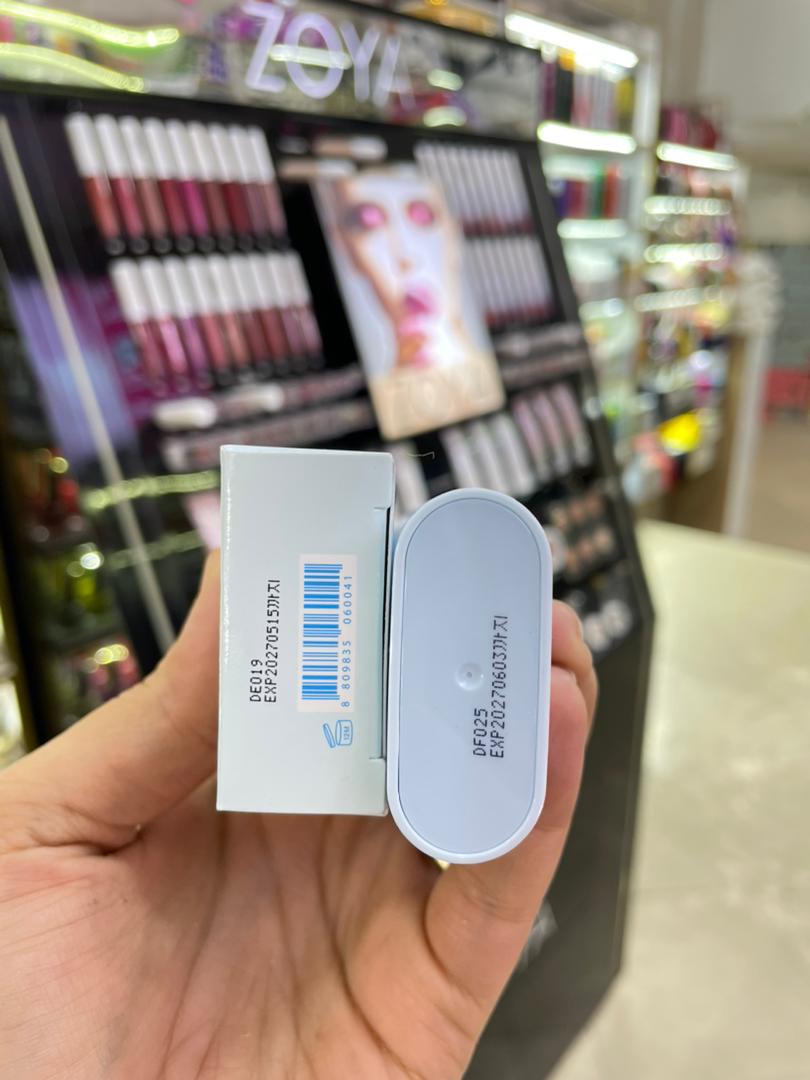 ZOYA
ZOYA
DE019
EXP20270515까지
8 809835 060041
12M
DF025
EXP20270603까지